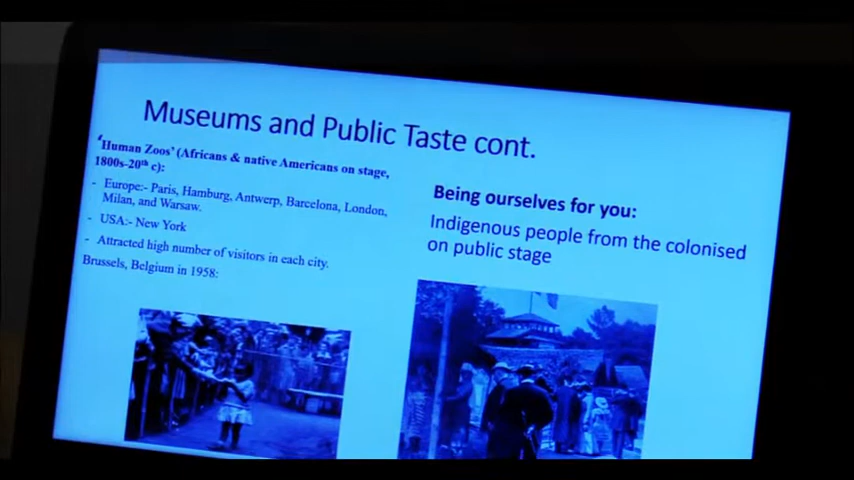 Museums and Public Taste cont.
‘Human Zoos’ (Africans & native Americans on stage,
1800s-20th c):
- Europe:- Paris, Hamburg, Antwerp, Barcelona, London,
Milan, and Warsaw.
- USA:- New York
- Attracted high number of visitors in each city.
Brussels, Belgium in 1958:
Being ourselves for you:
Indigenous people from the colonised
on public stage